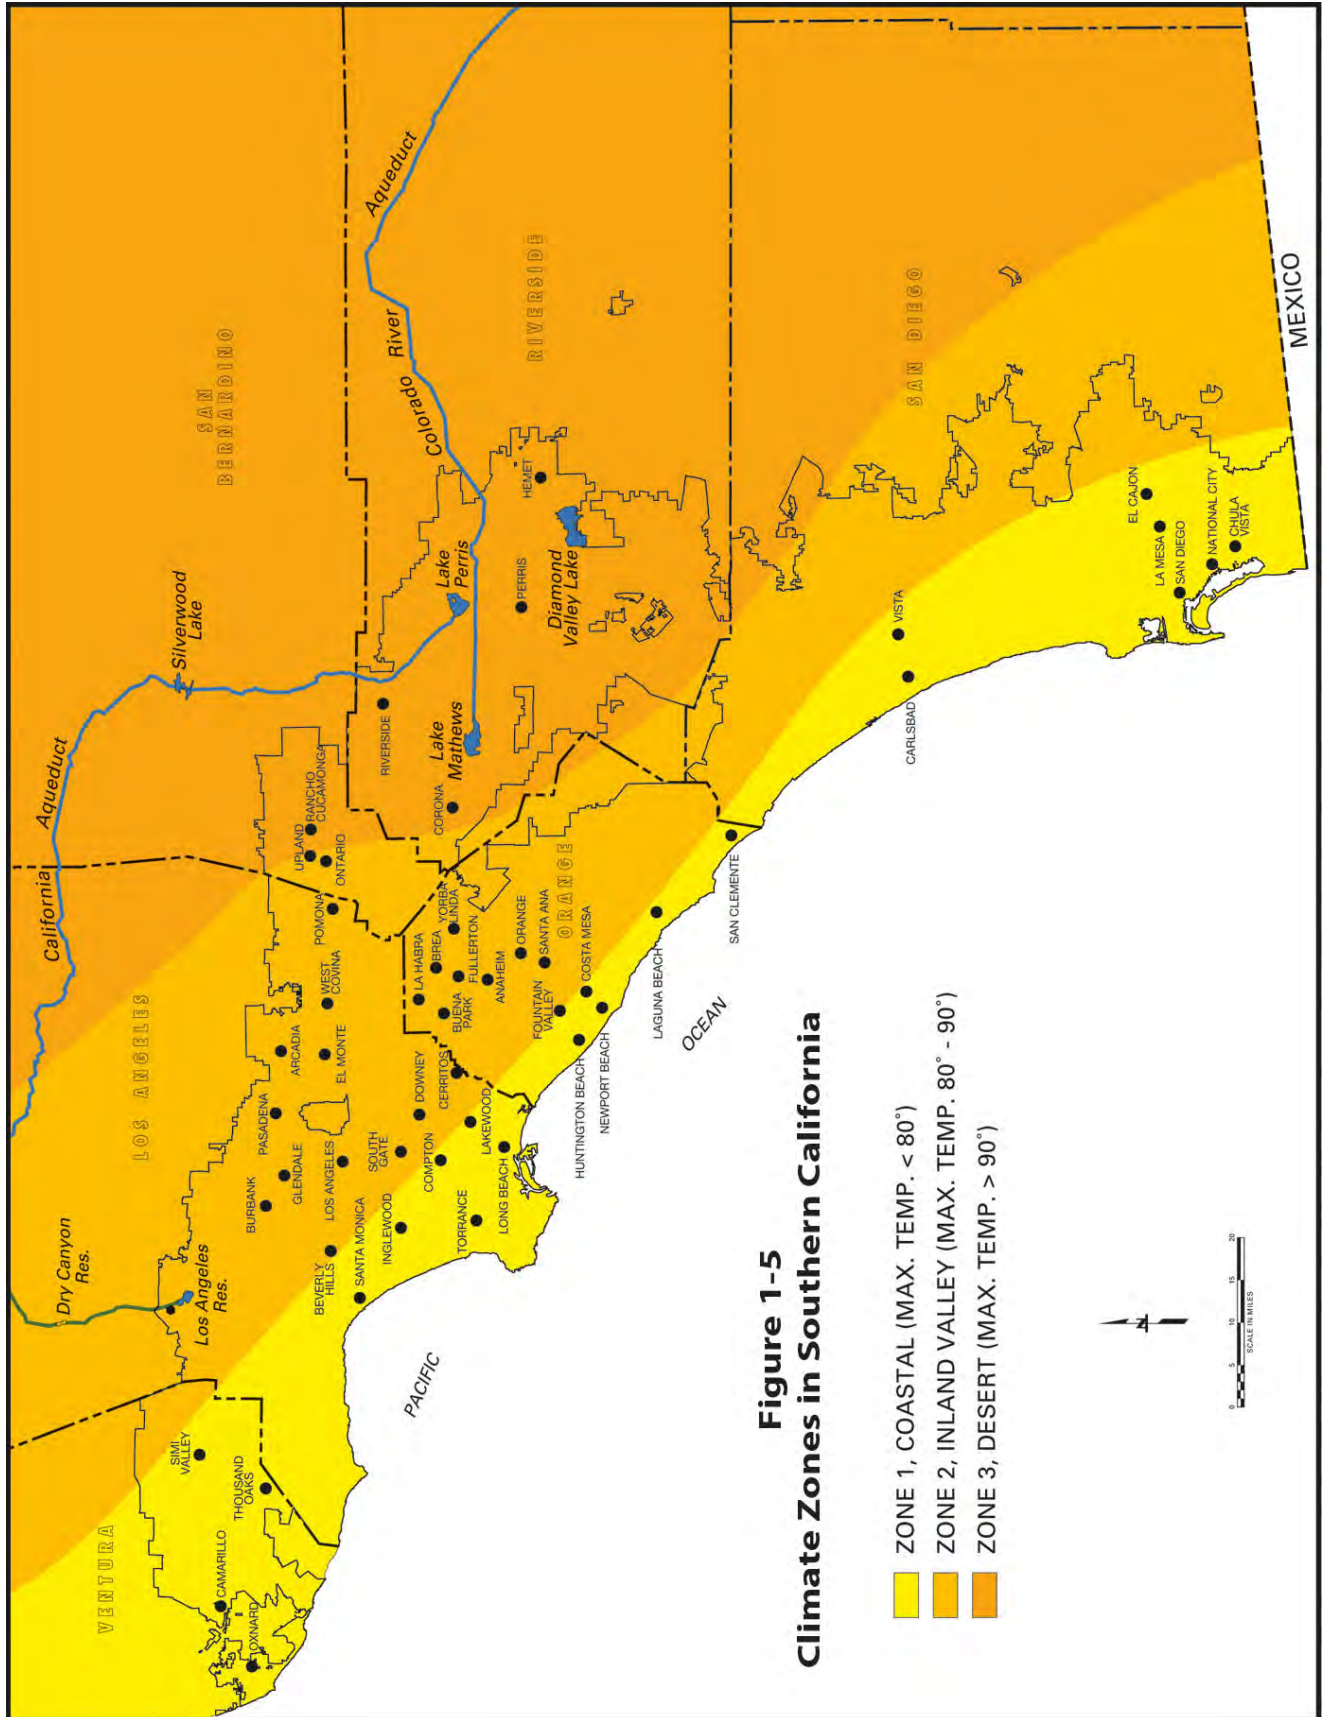 Figure 1-5
Climate Zones in Southern California
ZONE 1, COASTAL (MAX. TEMP. < 80˚)
ZONE 2, INLAND VALLEY (MAX. TEMP. 80˚ - 90˚)
ZONE 3, DESERT (MAX. TEMP. > 90˚)
N
0
5
10
15
20
SCALE IN MILES
PACIFIC
OCEAN
MEXICO
VENTURA
LOS ANGELES
SAN
BERNARDINO
ORANGE
RIVERSIDE
SAN DIEGO
Dry Canyon
Res.
Los Angeles
Res.
California
Aqueduct
Silverwood
Lake
Colorado
River
Aqueduct
Lake
Perris
Lake
Mathews
Diamond
Valley Lake
OXNARD
CAMARILLO
THOUSAND
OAKS
SIMI
VALLEY
BURBANK
GLENDALE
PASADENA
ARCADIA
EL MONTE
WEST
COVINA
POMONA
UPLAND
RANCHO
CUCAMONGA
ONTARIO
BEVERLY
HILLS
LOS ANGELES
SANTA MONICA
INGLEWOOD
SOUTH
GATE
COMPTON
DOWNEY
CERRITOS
LAKEWOOD
TORRANCE
LONG BEACH
LA HABRA
BREA
YORBA
LINDA
BUENA
PARK
FULLERTON
ANAHEIM
ORANGE
SANTA ANA
FOUNTAIN
VALLEY
COSTA MESA
HUNTINGTON BEACH
NEWPORT BEACH
LAGUNA BEACH
SAN CLEMENTE
RIVERSIDE
CORONA
PERRIS
HEMET
VISTA
CARLSBAD
EL CAJON
LA MESA
SAN DIEGO
NATIONAL CITY
CHULA
VISTA